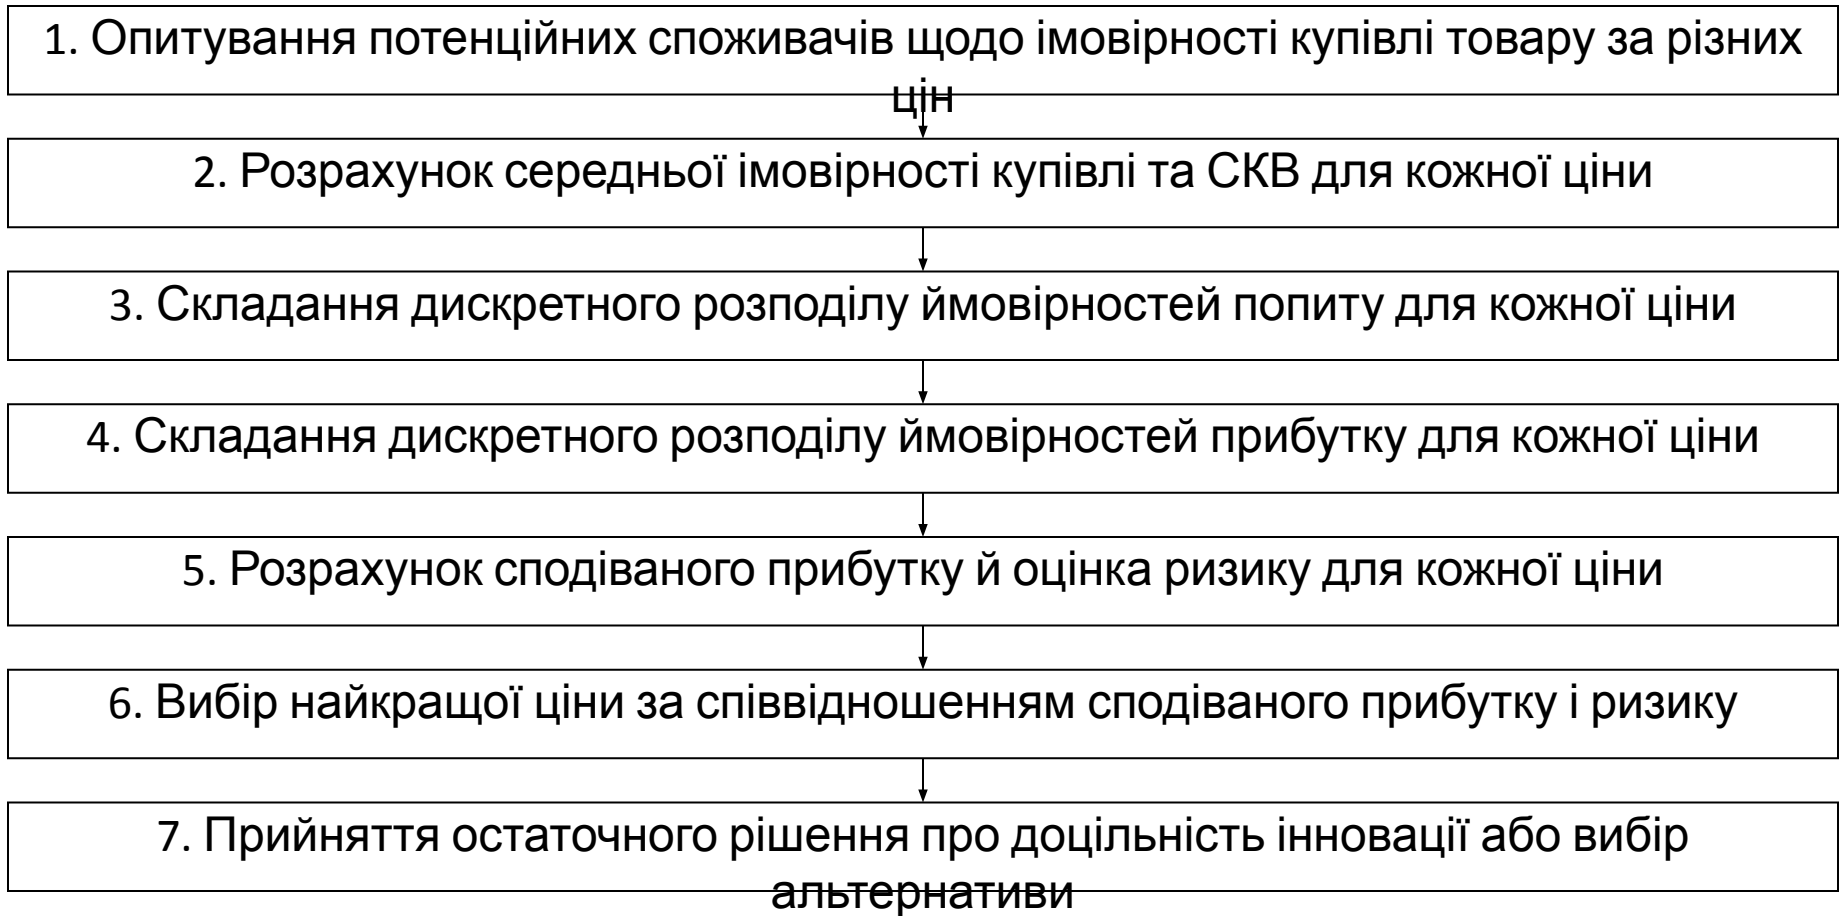 1. Опитування потенційних споживачів щодо імовірності купівлі товару за різних
цін
2. Розрахунок середньої імовірності купівлі та СКВ для кожної ціни
3. Складання дискретного розподілу ймовірностей попиту для кожної ціни
4. Складання дискретного розподілу ймовірностей прибутку для кожної ціни
5. Розрахунок сподіваного прибутку й оцінка ризику для кожної ціни
6. Вибір найкращої ціни за співвідношенням сподіваного прибутку і ризику
7. Прийняття остаточного рішення про доцільність інновації або вибір
альтернативи